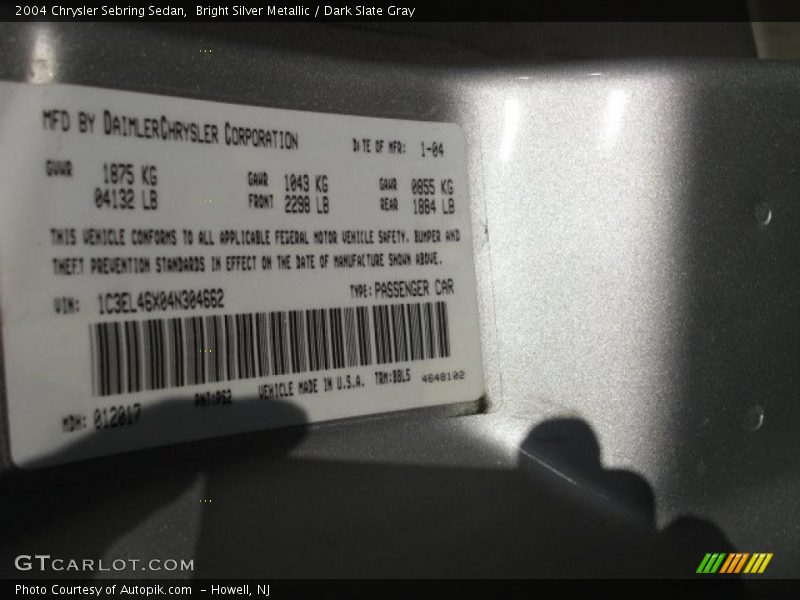 2004 Chrysler Sebring Sedan,  Bright Silver Metallic / Dark Slate Gray
MFD BY DAIMLERCHRYSLER CORPORATION DATE OF MFR: 1-04
GVWR 1875 KG GAWR 1043 KG GAWR 0855 KG
04132 LB FRONT 2298 LB REAR 1884 LB
THIS VEHICLE CONFORMS TO ALL APPLICABLE FEDERAL MOTOR VEHICLE SAFETY, BUMPER AND
THEFT PREVENTION STANDARDS IN EFFECT ON THE DATE OF MANUFACTURE SHOWN ABOVE.
VIN: 1C3EL46X04N304662 TYPE: PASSENGER CAR
MDH: 012017 PNT: VEHICLE MADE IN U.S.A. TRM: 4648102
GTCARLOT.COM
Photo Courtesy of Autopik.com  – Howell, NJ